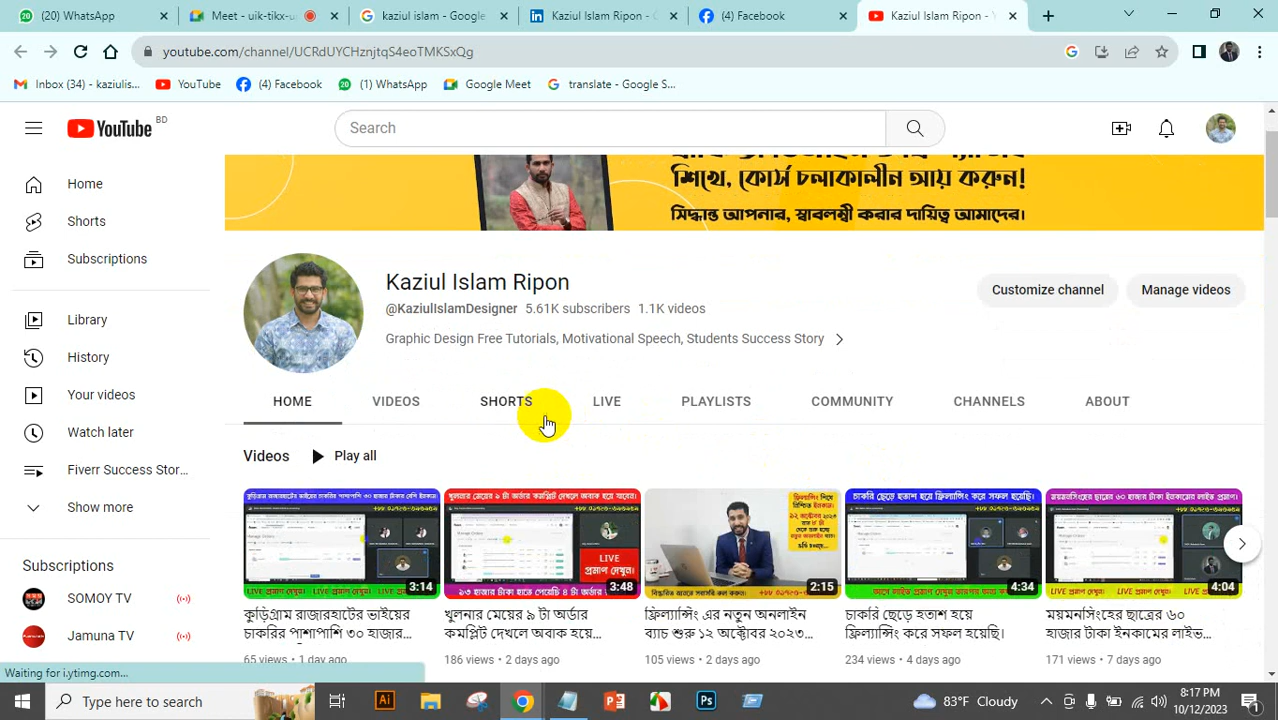 (20) WhatsApp
Meet - uik-tikx-
kaziul islam - Google
Kaziul Islam Ripon -
(4) Facebook
Kaziul Islam Ripon -
youtube.com/channel/UCRdUYCHznjtqS4eoTMKSxQg
Inbox (34) - kaziulis...
YouTube
(4) Facebook
(1) WhatsApp
Google Meet
translate - Google S...
YouTube BD
Search
শিখে, কোর্স চলাকালীন আয় করুন!
সিদ্ধান্ত আপনার, স্বাবলম্বী করার দায়িত্ব আমাদের।
Home
Shorts
Subscriptions
Library
History
Your videos
Watch later
Fiverr Success Stor...
Show more
Subscriptions
SOMOY TV
Jamuna TV
Kaziul Islam Ripon
@KaziulIslamDesigner 5.61K subscribers 1.1K videos
Graphic Design Free Tutorials, Motivational Speech, Students Success Story
Customize channel
Manage videos
HOME VIDEOS SHORTS LIVE PLAYLISTS COMMUNITY CHANNELS ABOUT
Videos Play all
LIVE প্রমাণ দেখুন!
3:14
LIVE
প্রমাণ দেখুন!
3:48
2:15
4:34
4:04
কুড়িগ্রাম রাজারহাটের ভাইয়ের
চাকরির পাশাপাশি ৩০ হাজার...
65 views • 1 day ago
খুলনার মেয়ের ৯ টা অর্ডার
কমপ্লিট দেখলে অবাক হয়ে...
186 views • 2 days ago
ফ্রিল্যান্সিং এর নতুন অনলাইন
ব্যাচ শুরু ১২ অক্টোবর ২০২৩...
105 views • 2 days ago
চাকরি ছেড়ে হতাশ হয়ে
ফ্রিল্যান্সিং করে সফল হয়েছি।
234 views • 4 days ago
ময়মনসিংহের ছাত্রের ৬০
হাজার টাকা ইনকামের লাইভ...
171 views • 7 days ago
Waiting for i.ytimg.com...
Type here to search
Ai
Ps
83°F Cloudy
8:17 PM
10/12/2023